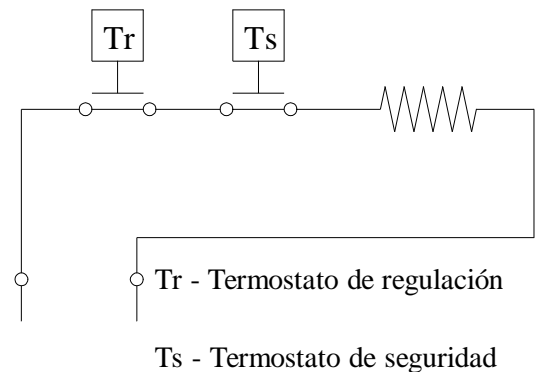 Tr Ts
Tr - Termostato de regulación
Ts - Termostato de seguridad